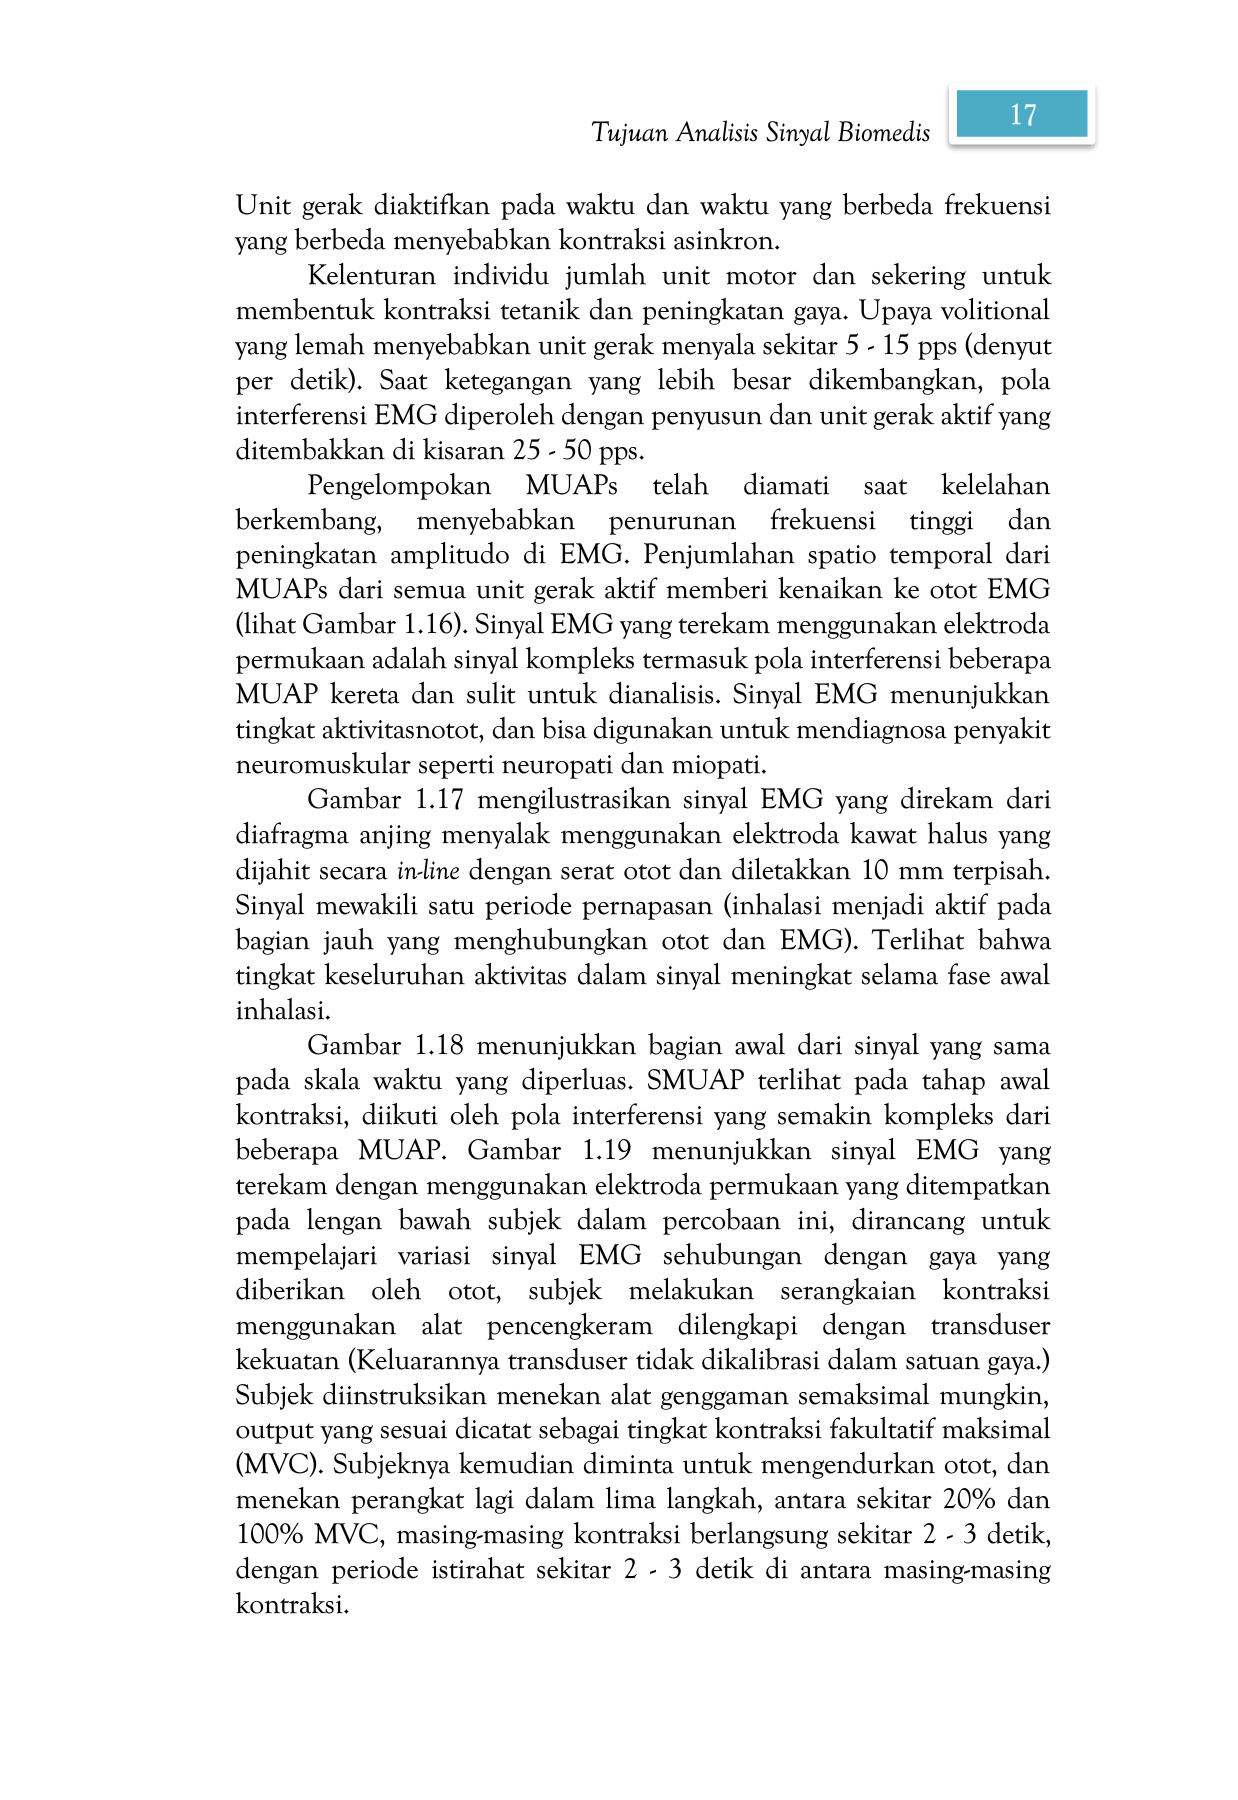 Tujuan Analisis Sinyal Biomedis
17
Unit gerak diaktifkan pada waktu dan waktu yang berbeda frekuensi
yang berbeda menyebabkan kontraksi asinkron.
Kelenturan individu jumlah unit motor dan sekering untuk
membentuk kontraksi tetanik dan peningkatan gaya. Upaya volitional
yang lemah menyebabkan unit gerak menyala sekitar 5 - 15 pps (denyut
per detik). Saat ketegangan yang lebih besar dikembangkan, pola
interferensi EMG diperoleh dengan penyusun dan unit gerak aktif yang
ditembakkan di kisaran 25 - 50 pps.
Pengelompokan MUAPs telah diamati saat kelelahan
berkembang, menyebabkan penurunan frekuensi tinggi dan
peningkatan amplitudo di EMG. Penjumlahan spatio temporal dari
MUAPs dari semua unit gerak aktif memberi kenaikan ke otot EMG
(lihat Gambar 1.16). Sinyal EMG yang terekam menggunakan elektroda
permukaan adalah sinyal kompleks termasuk pola interferensi beberapa
MUAP kereta dan sulit untuk dianalisis. Sinyal EMG menunjukkan
tingkat aktivitasnotot, dan bisa digunakan untuk mendiagnosa penyakit
neuromuskular seperti neuropati dan miopati.
Gambar 1.17 mengilustrasikan sinyal EMG yang direkam dari
diafragma anjing menyalak menggunakan elektroda kawat halus yang
dijahit secara in-line dengan serat otot dan diletakkan 10 mm terpisah.
Sinyal mewakili satu periode pernapasan (inhalasi menjadi aktif pada
bagian jauh yang menghubungkan otot dan EMG). Terlihat bahwa
tingkat keseluruhan aktivitas dalam sinyal meningkat selama fase awal
inhalasi.
Gambar 1.18 menunjukkan bagian awal dari sinyal yang sama
pada skala waktu yang diperluas. SMUAP terlihat pada tahap awal
kontraksi, diikuti oleh pola interferensi yang semakin kompleks dari
beberapa MUAP. Gambar 1.19 menunjukkan sinyal EMG yang
terekam dengan menggunakan elektroda permukaan yang ditempatkan
pada lengan bawah subjek dalam percobaan ini, dirancang untuk
mempelajari variasi sinyal EMG sehubungan dengan gaya yang
diberikan oleh otot, subjek melakukan serangkaian kontraksi
menggunakan alat pencengkeram dilengkapi dengan transduser
kekuatan (Keluarannya transduser tidak dikalibrasi dalam satuan gaya.)
Subjek diinstruksikan menekan alat genggaman semaksimal mungkin,
output yang sesuai dicatat sebagai tingkat kontraksi fakultatif maksimal
(MVC). Subjeknya kemudian diminta untuk mengendurkan otot, dan
menekan perangkat lagi dalam lima langkah, antara sekitar 20% dan
100% MVC, masing-masing kontraksi berlangsung sekitar 2 - 3 detik,
dengan periode istirahat sekitar 2 - 3 detik di antara masing-masing
kontraksi.